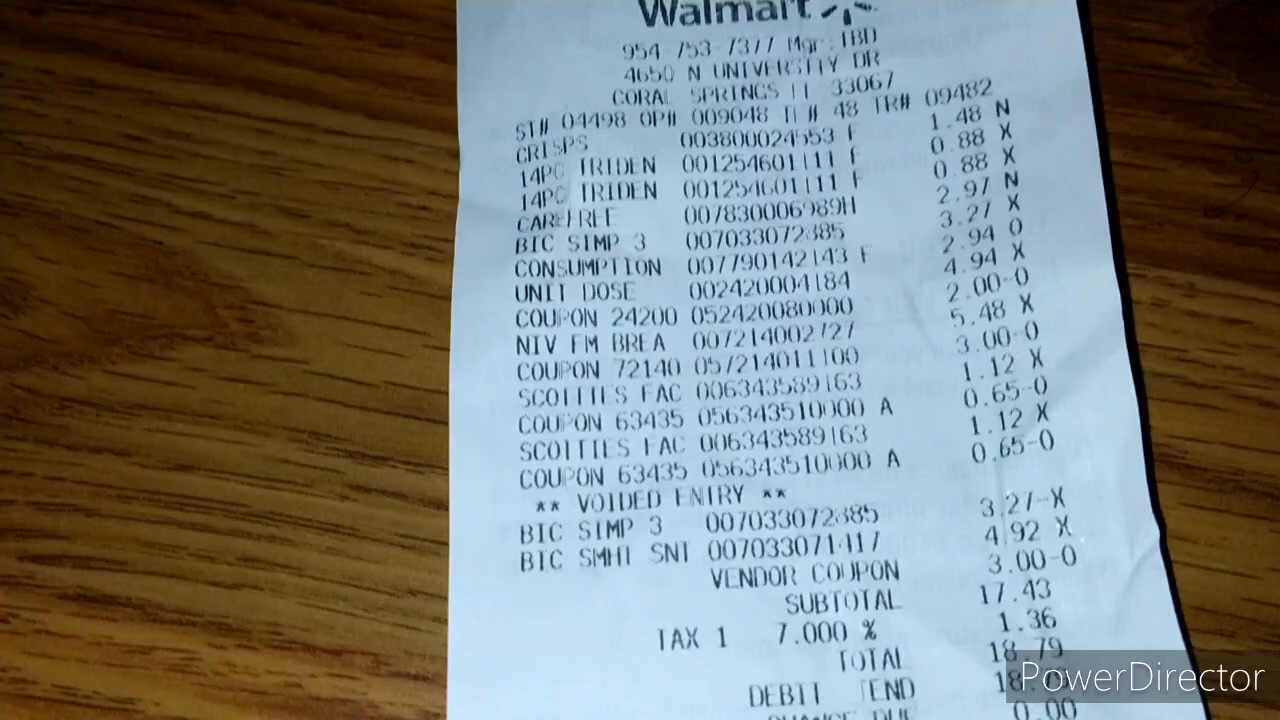 Walmart
954-753-7377 Mgr:TBD
4650 N UNIVERSITY DR
CORAL SPRINGS FL 33067
ST# 04498 OP# 009048 TE# 48 TR# 09482
CRISPS 003800024553 F 1.48 N
14PC TRIDEN 001254601111 F 0.88 X
14PC TRIDEN 001254601111 F 0.88 X
CAREFREE 007830006989H 2.97 N
BIC SIMP 3 007033072885 3.27 X
CONSUMPTION 007790142143 F 2.94 O
UNIT DOSE 002420004184 4.94 X
COUPON 24200 052420080000 2.00-O
NIV FM BREA 007214002727 5.48 X
COUPON 72140 057214011100 3.00-O
SCOTTIES FAC 006343589163 1.12 X
COUPON 63435 056343510000 A 0.65-O
SCOTTIES FAC 006343589163 1.12 X
COUPON 63435 056343510000 A 0.65-O
** VOIDED ENTRY **
BIC SIMP 3 007033072885 3.27-X
BIC SMHT SNT 007033071417 4.92 X
VENDOR COUPON 3.00-O
SUBTOTAL 17.43
TAX 1 7.000 % 1.36
TOTAL 18.79
DEBIT TEND
CHANGE DUE 0.00
PowerDirector